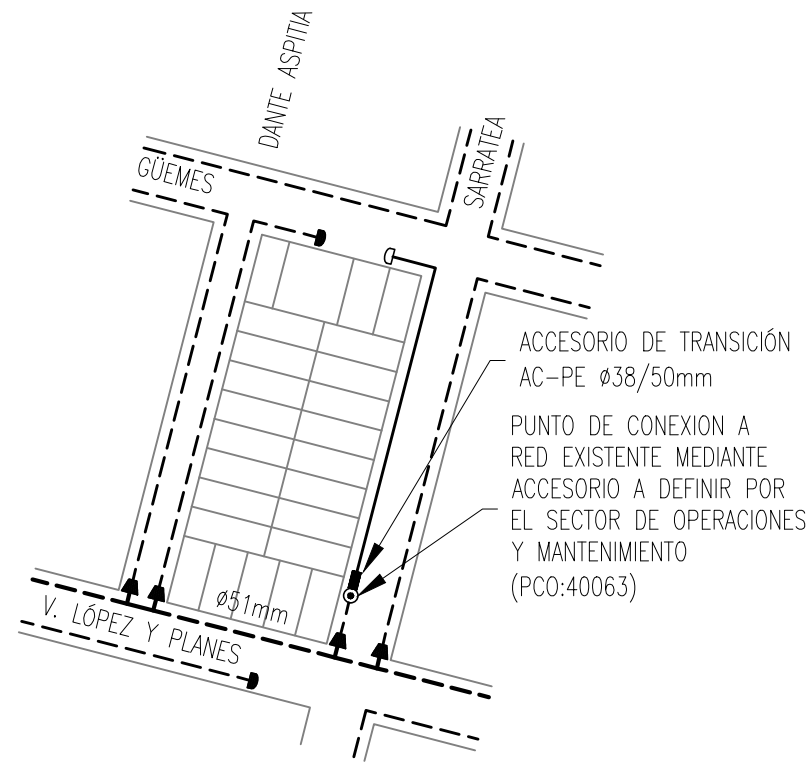 DANTE ASPITIA
SARRATEA
GÜEMES
ACCESORIO DE TRANSICIÓN
AC-PE ø38/50mm
PUNTO DE CONEXION A
RED EXISTENTE MEDIANTE
ACCESORIO A DEFINIR POR
EL SECTOR DE OPERACIONES
Y MANTENIMIENTO
(PCO:40063)
ø51mm
V. LÓPEZ Y PLANES